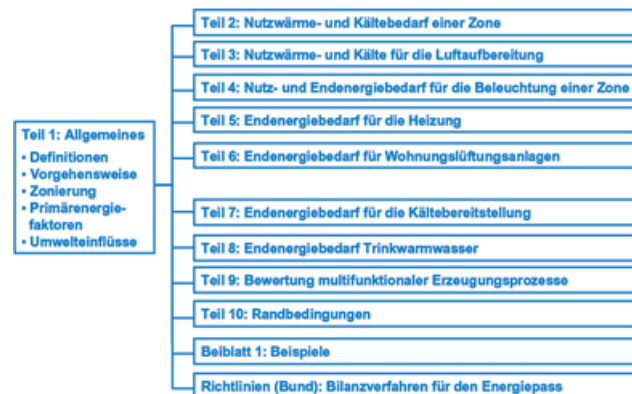 Teil 1: Allgemeines
• Definitionen
• Vorgehensweise
• Zonierung
• Primärenergie-
faktoren
• Umwelteinflüsse
Teil 2: Nutzwärme- und Kältebedarf einer Zone
Teil 3: Nutzwärme- und Kälte für die Luftaufbereitung
Teil 4: Nutz- und Endenergiebedarf für die Beleuchtung einer Zone
Teil 5: Endenergiebedarf für die Heizung
Teil 6: Endenergiebedarf für Wohnungslüftungsanlagen
Teil 7: Endenergiebedarf für die Kältebereitstellung
Teil 8: Endenergiebedarf Trinkwarmwasser
Teil 9: Bewertung multifunktionaler Erzeugungsprozesse
Teil 10: Randbedingungen
Beiblatt 1: Beispiele
Richtlinien (Bund): Bilanzverfahren für den Energiepass